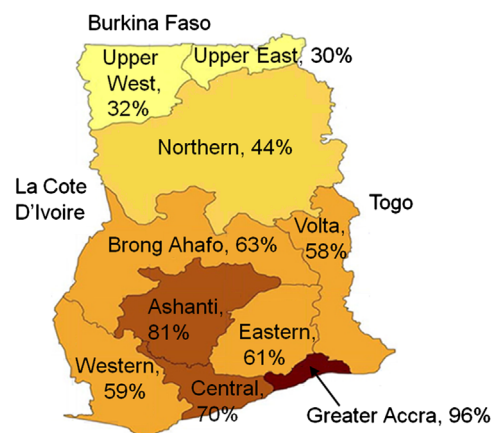 Burkina Faso
Upper
West,
32%
Upper East, 30%
Northern, 44%
La Cote
D'Ivoire
Togo
Volta,
58%
Brong Ahafo, 63%
Ashanti,
81%
Eastern,
61%
Western,
59%
Central,
70%
Greater Accra, 96%